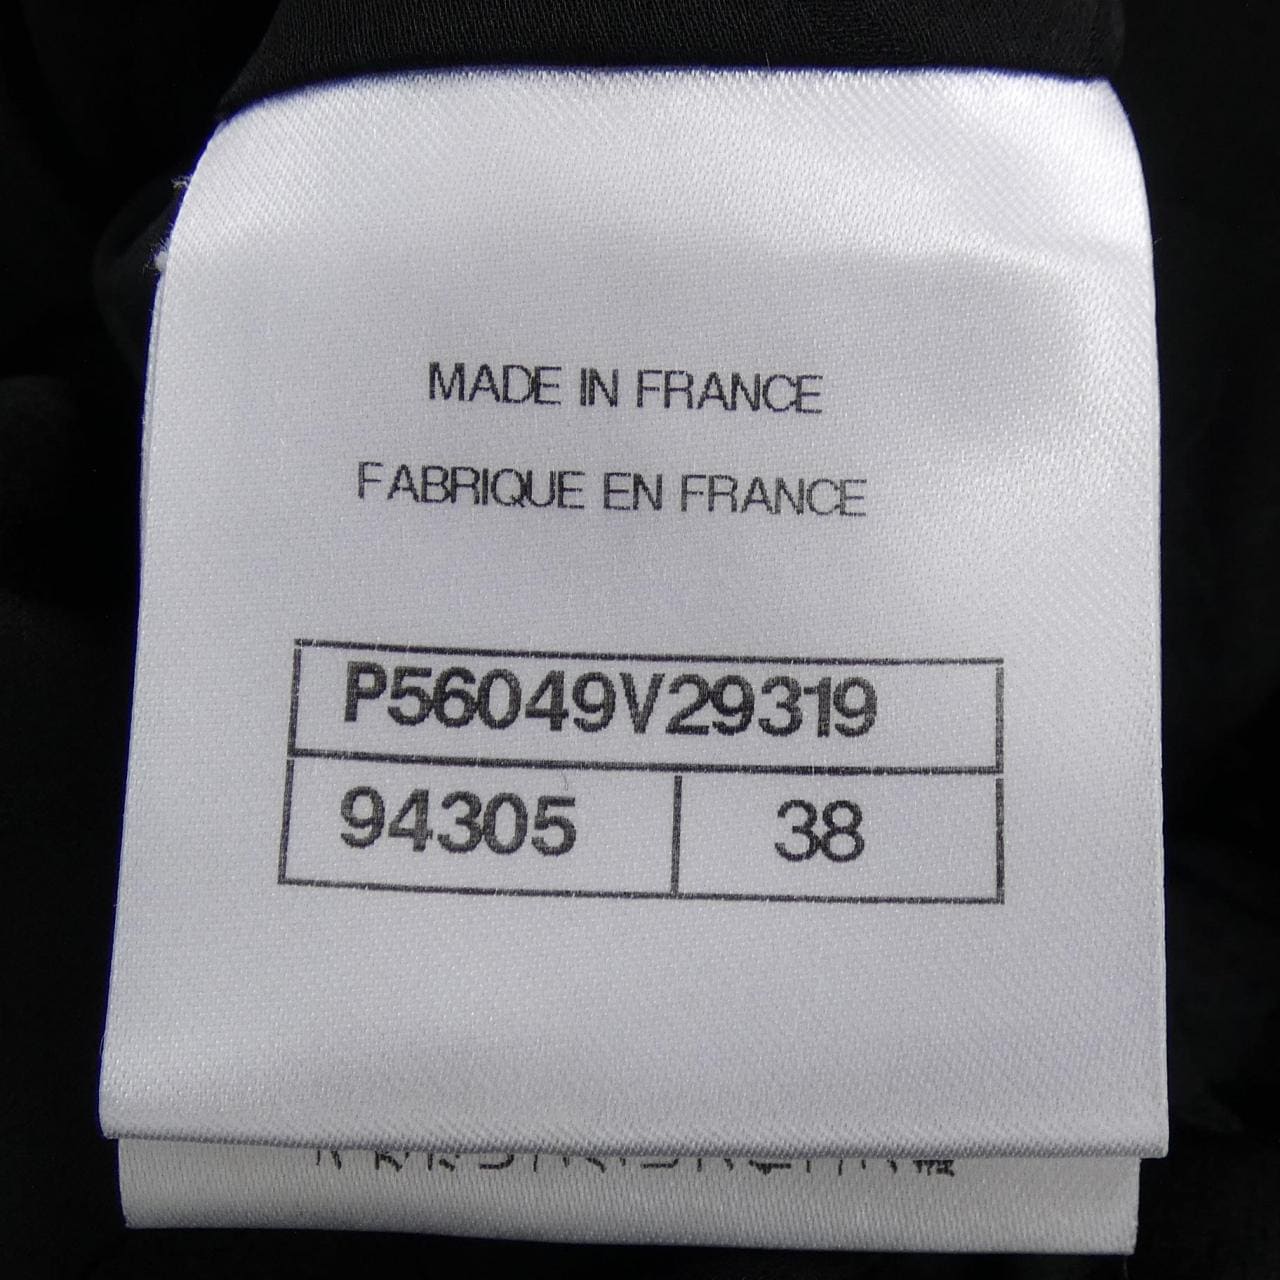 MADE IN FRANCE
FABRIQUE EN FRANCE
P56049V29319
94305 38